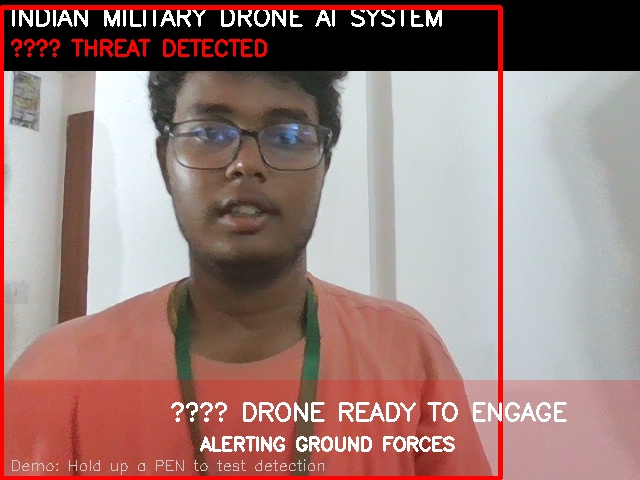 INDIAN MILITARY DRONE AI SYSTEM
???? THREAT DETECTED
???? DRONE READY TO ENGAGE
ALERTING GROUND FORCES
Demo: Hold up a PEN to test detection